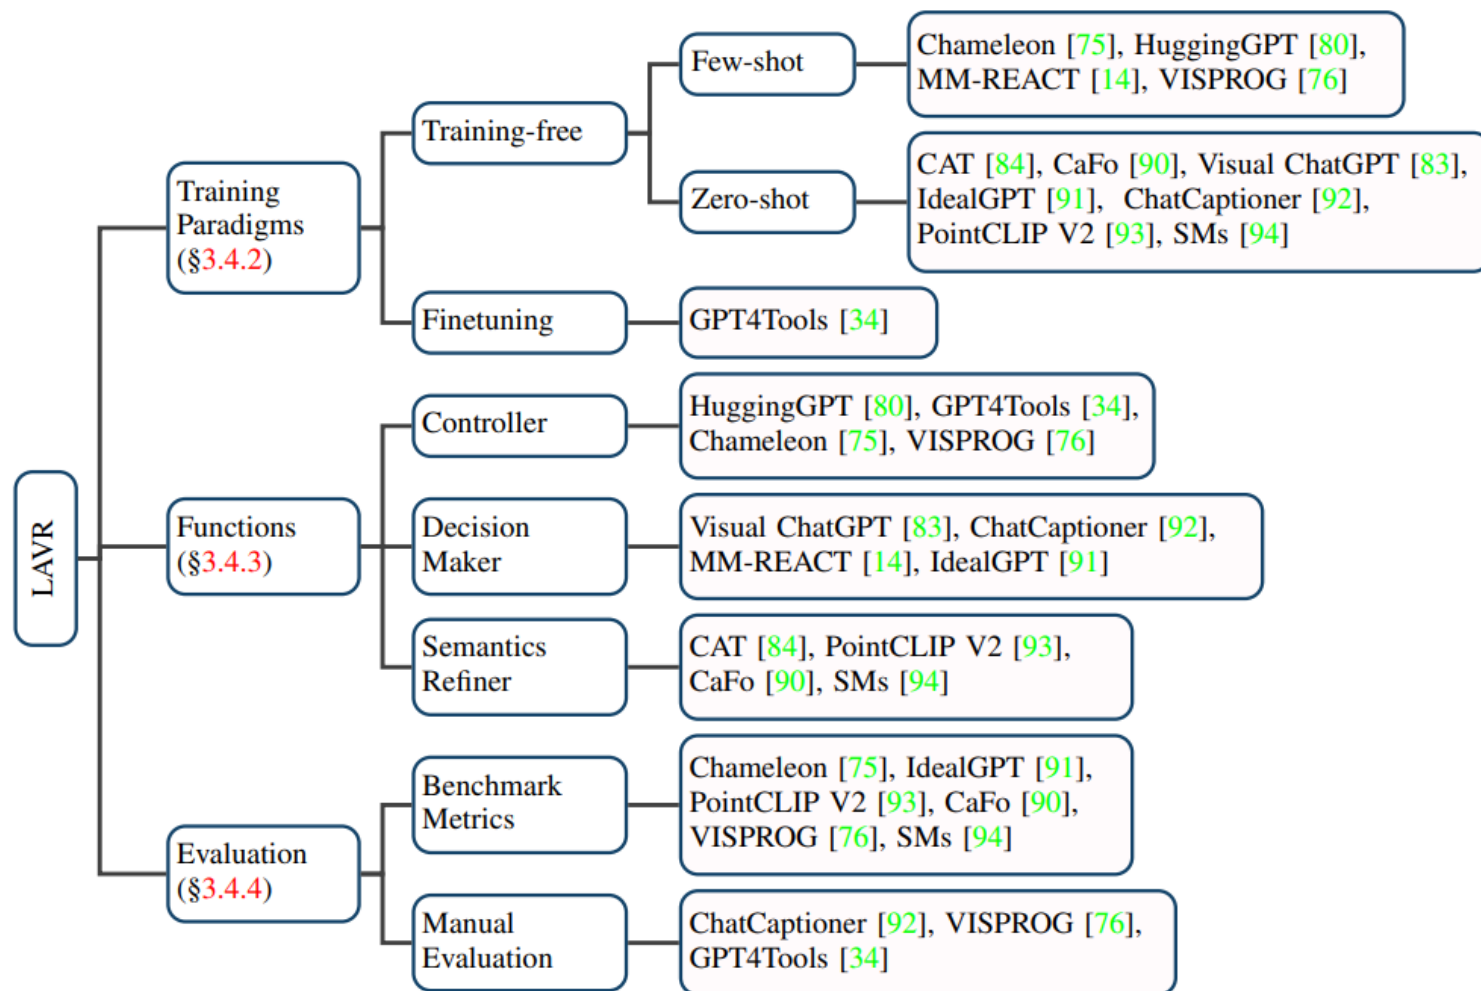 LAVR
Training
Paradigms
(§3.4.2)
Training-free
Few-shot
Chameleon [75], HuggingGPT [80],
MM-REACT [14], VISPROG [76]
Zero-shot
CAT [84], CaFo [90], Visual ChatGPT [83],
IdealGPT [91], ChatCaptioner [92],
PointCLIP V2 [93], SMs [94]
Finetuning
GPT4Tools [34]
Functions
(§3.4.3)
Controller
HuggingGPT [80], GPT4Tools [34],
Chameleon [75], VISPROG [76]
Decision
Maker
Visual ChatGPT [83], ChatCaptioner [92],
MM-REACT [14], IdealGPT [91]
Semantics
Refiner
CAT [84], PointCLIP V2 [93],
CaFo [90], SMs [94]
Evaluation
(§3.4.4)
Benchmark
Metrics
Chameleon [75], IdealGPT [91],
PointCLIP V2 [93], CaFo [90],
VISPROG [76], SMs [94]
Manual
Evaluation
ChatCaptioner [92], VISPROG [76],
GPT4Tools [34]